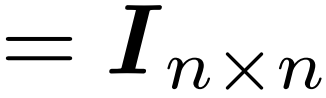 = I_{n×n}